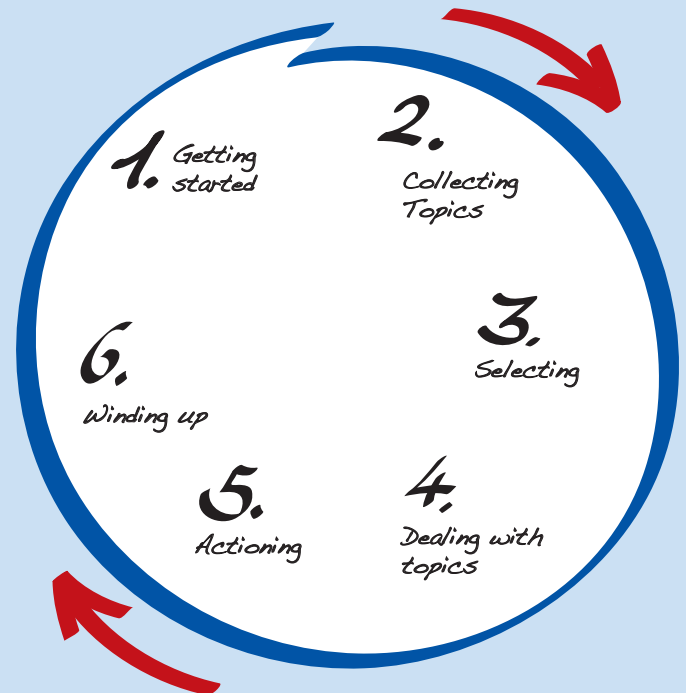 1. Getting
started
2.
Collecting
Topics
3.
Selecting
4.
Dealing with
topics
5.
Actioning
6.
Winding up